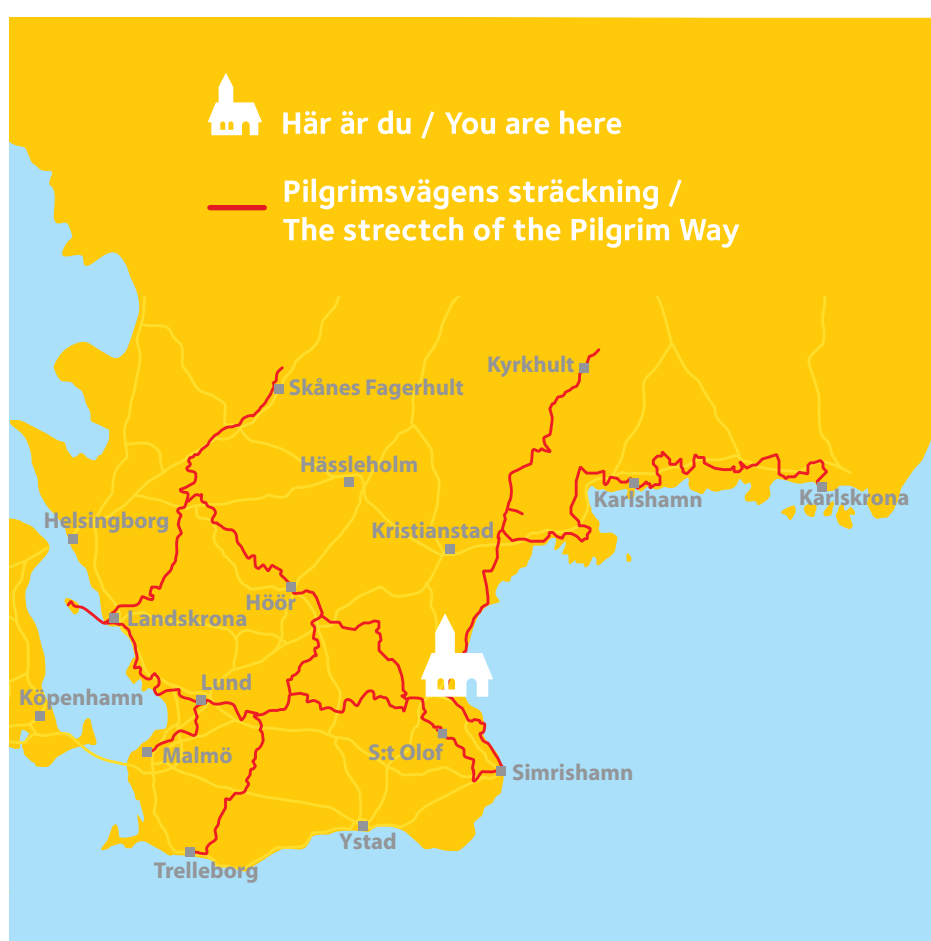 Här är du / You are here
Pilgrimsvägens sträckning /
The strectch of the Pilgrim Way
Kyrkhult
Skånes Fagerhult
Hässleholm
Karlshamn
Karlskrona
Helsingborg
Kristianstad
Höör
Landskrona
Lund
Köpenhamn
S:t Olof
Malmö
Simrishamn
Ystad
Trelleborg